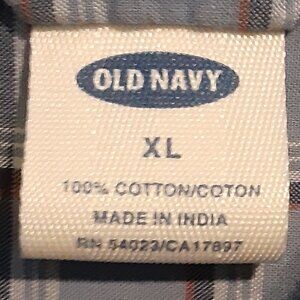 OLD NAVY
XL
100% COTTON/COTON
MADE IN INDIA
RN 54023/CA17897